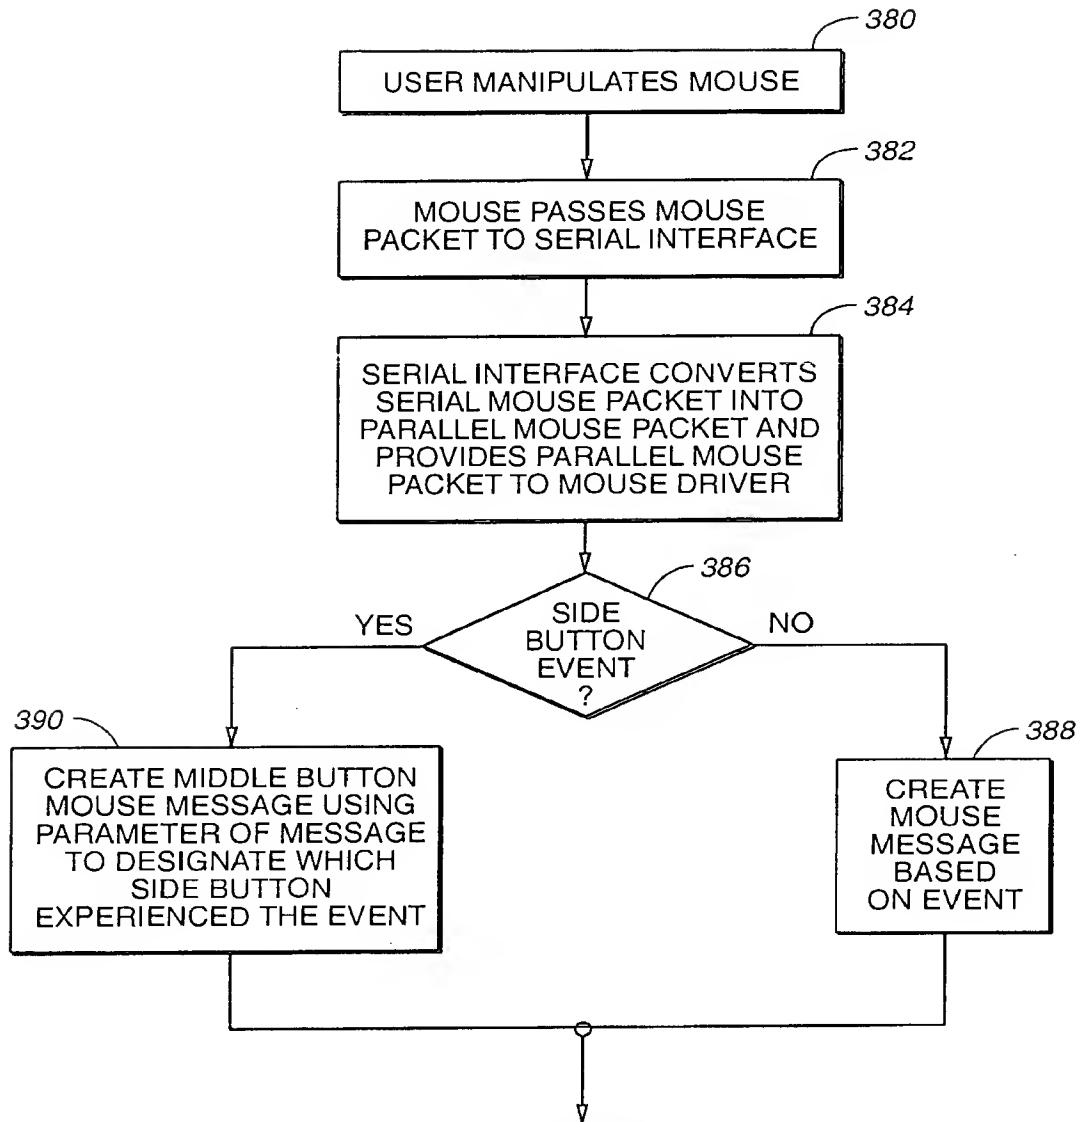 380
USER MANIPULATES MOUSE
382
MOUSE PASSES MOUSE
PACKET TO SERIAL INTERFACE
384
SERIAL INTERFACE CONVERTS
SERIAL MOUSE PACKET INTO
PARALLEL MOUSE PACKET AND
PROVIDES PARALLEL MOUSE
PACKET TO MOUSE DRIVER
386
SIDE
BUTTON
EVENT
?
YES
NO
390
CREATE MIDDLE BUTTON
MOUSE MESSAGE USING
PARAMETER OF MESSAGE
TO DESIGNATE WHICH
SIDE BUTTON
EXPERIENCED THE EVENT
388
CREATE
MOUSE
MESSAGE
BASED
ON EVENT